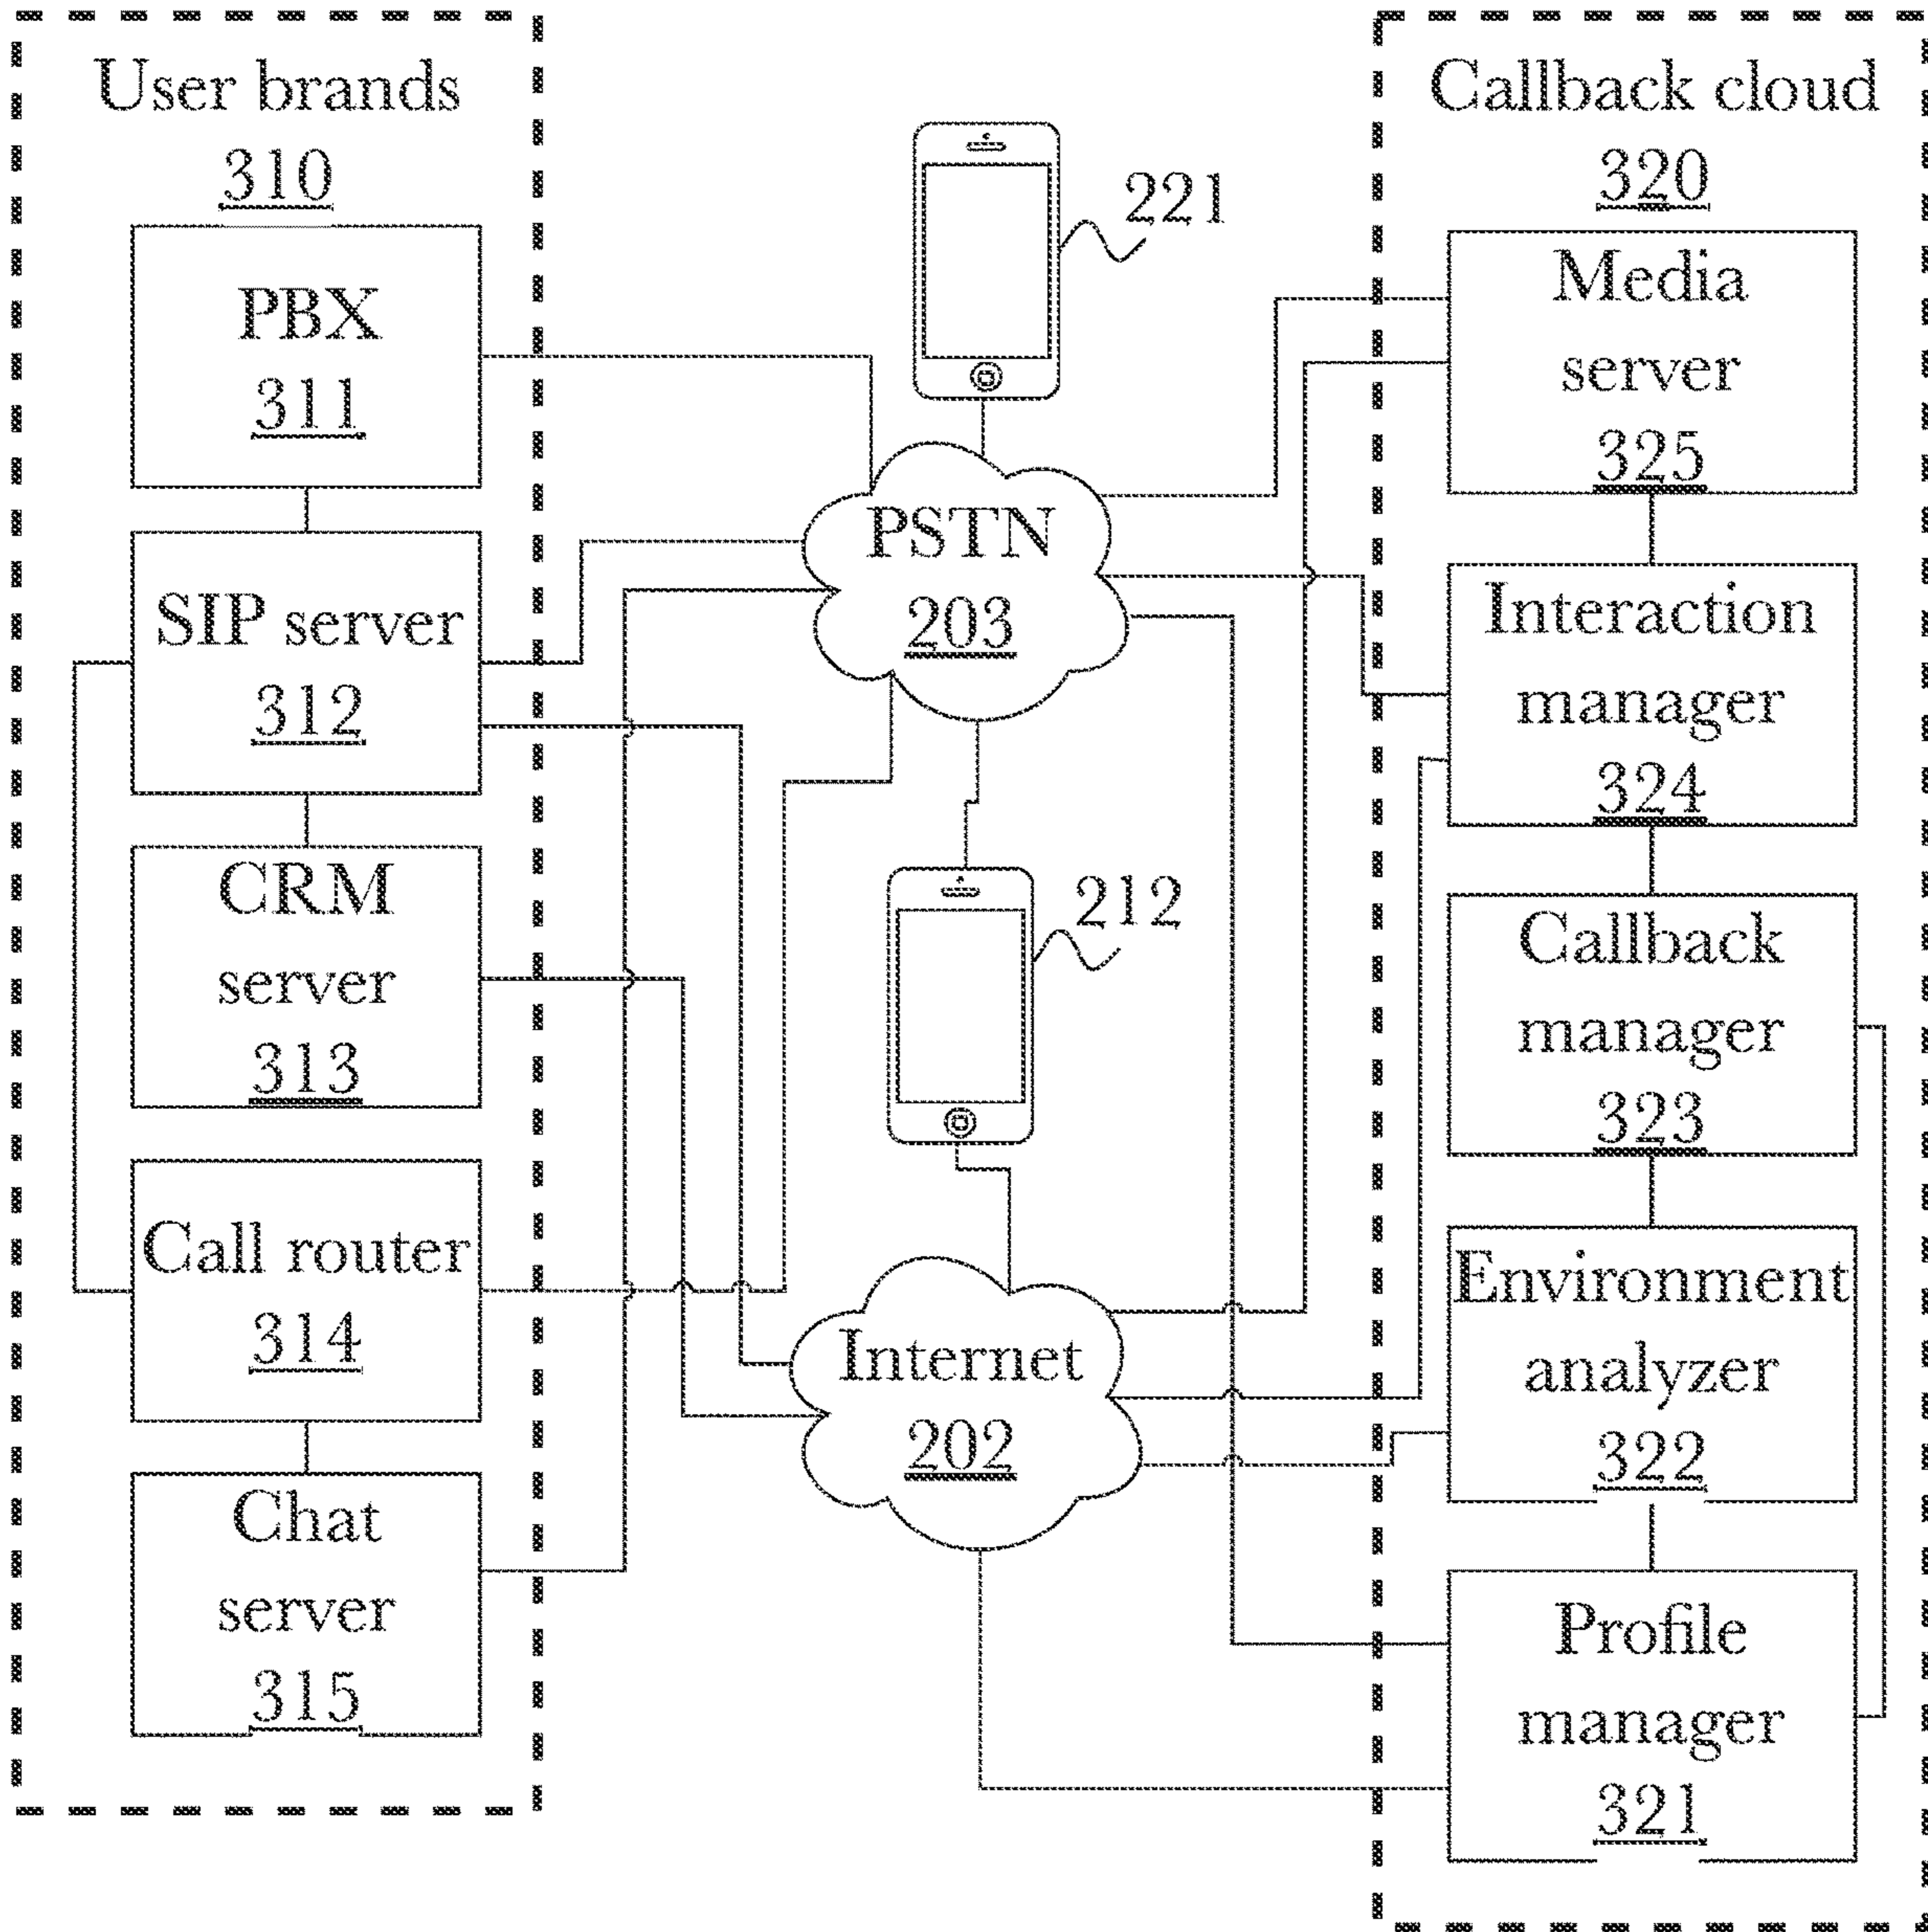 User brands
310
PBX
311
SIP server
312
CRM
server
313
Call router
314
Chat
server
315
221
PSTN
203
212
Internet
202
Callback cloud
320
Media
server
325
Interaction
manager
324
Callback
manager
323
Environment
analyzer
322
Profile
manager
321